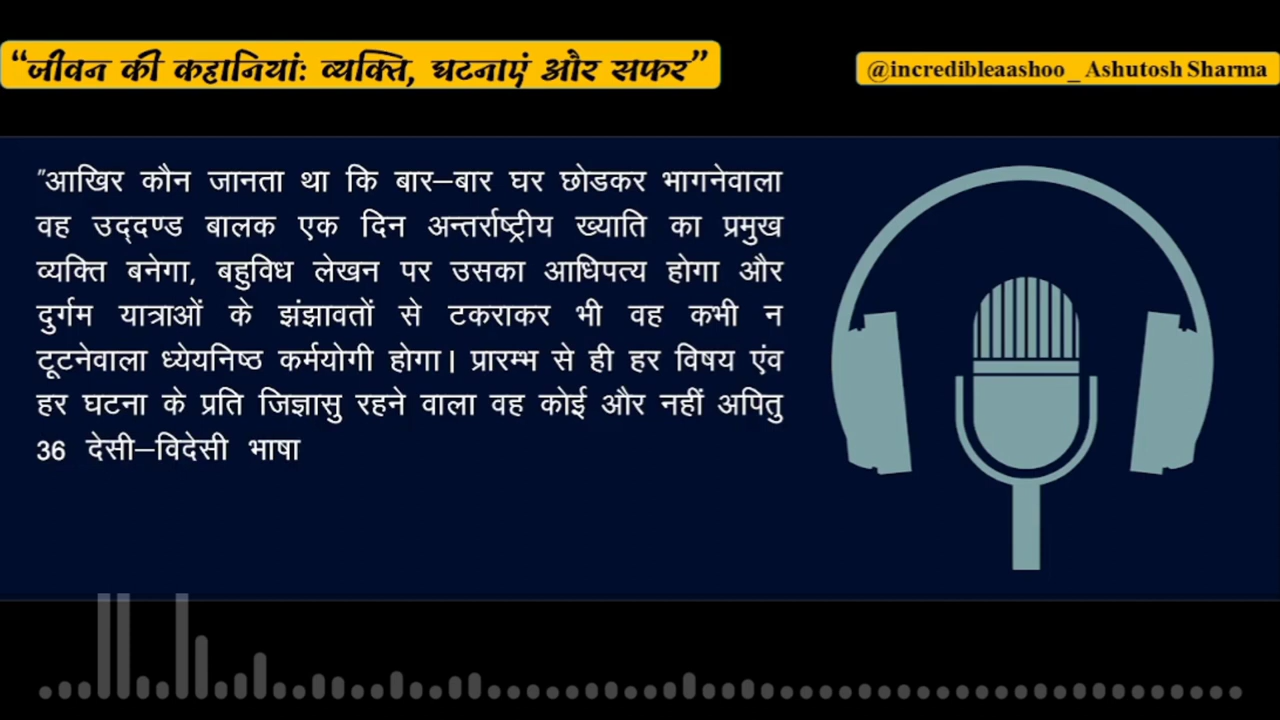 “जीवन की कहानियां: व्यक्ति, घटनाएं और सफर”
@incredibleaashoo _ Ashutosh Sharma
"आखिर कौन जानता था कि बार–बार घर छोडकर भागनेवाला
वह उद्दण्ड बालक एक दिन अन्तर्राष्ट्रीय ख्याति का प्रमुख
व्यक्ति बनेगा, बहुविध लेखन पर उसका आधिपत्य होगा और
दुर्गम यात्राओं के झंझावतों से टकराकर भी वह कभी न
टूटनेवाला ध्येयनिष्ठ कर्मयोगी होगा। प्रारम्भ से ही हर विषय एंव
हर घटना के प्रति जिज्ञासु रहने वाला वह कोई और नहीं अपितु
36 देसी–विदेसी भाषा